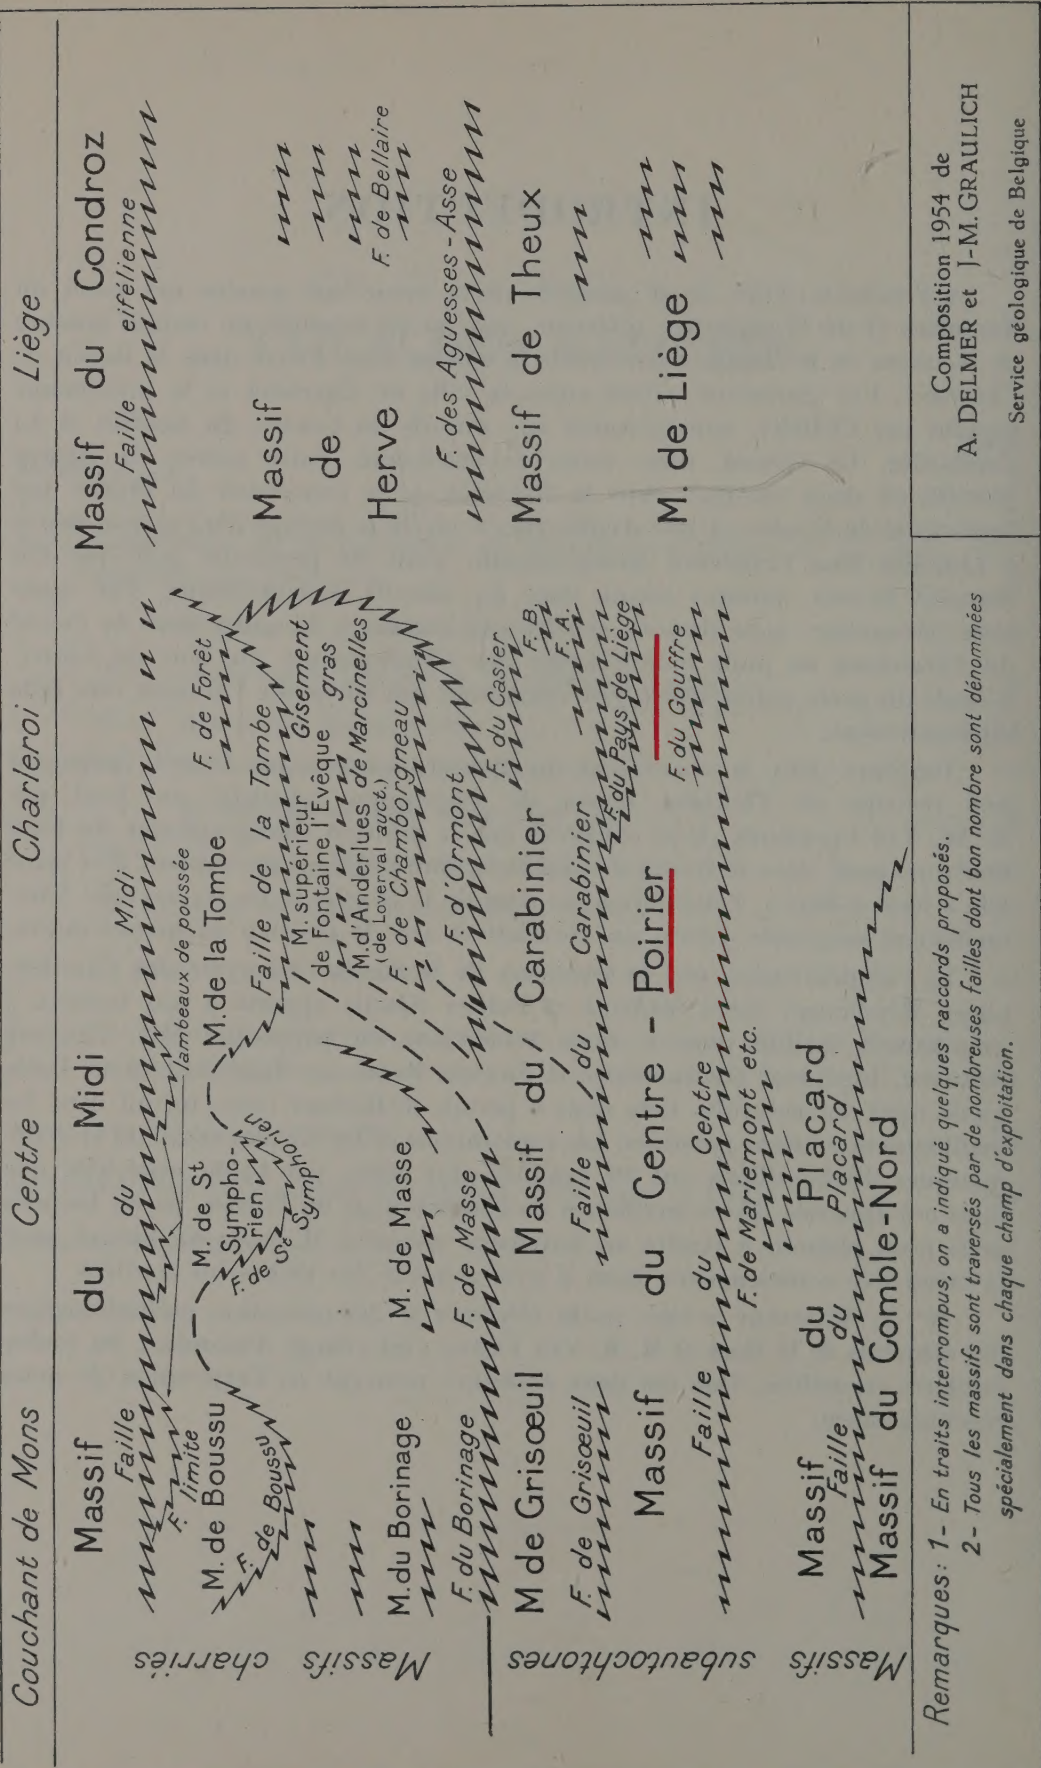 Couchant de Mons Centre Charleroi Liège
Massifs charriés
Massif du Midi
Massif du Condroz
Faille du Midi
Faille eifélienne
F. limite
lambeaux de poussée
M. de Boussu
F. de Boussu
M. de St
Sympho-
rien
F. de St Symphorien
M. de la Tombe
F. de Forêt
Faille de la Tombe
M. supérieur
de Fontaine l'Evêque
Gisement
gras
M. d'Anderlues de Marcinelles
(de Loverval auct.)
F. de Chamborgneau
Massif
de
Herve
F. de Bellaire
M. du Borinage
M. de Masse
F. du Borinage
F. de Masse
F. d'Ormont
F. des Aguesses-Asse
Massifs subautochtones
M de Grisœuil
Massif du Carabinier
F. du Casier
Massif de Theux
F. B.
F. A.
F. de Grisœuil
Faille du Carabinier
F. du Pays de Liège
Massif du Centre - Poirier
M. de Liège
F. du Gouffre
Faille du Centre
F. de Mariemont etc.
Massif du Placard
Faille du Placard
Massif du Comble-Nord
Remarques: 1- En traits interrompus, on a indiqué quelques raccords proposés.
2- Tous les massifs sont traversés par de nombreuses failles dont bon nombre sont dénommées
spécialement dans chaque champ d'exploitation.
Composition 1954 de
A. DELMER et J-M. GRAULICH
Service géologique de Belgique